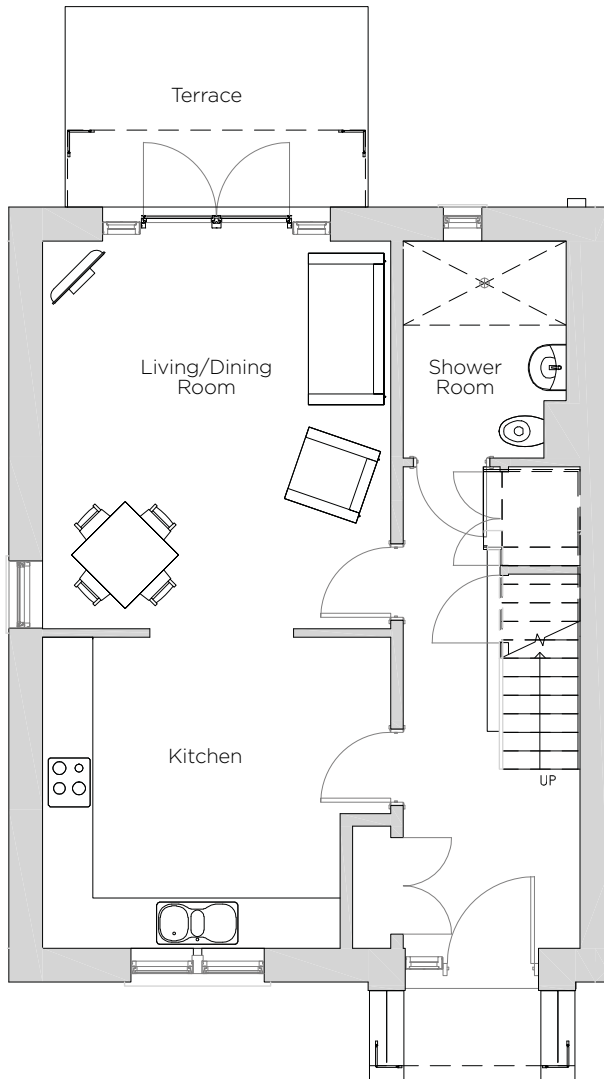 Terrace
Living/Dining
Room
Shower
Room
Kitchen
UP